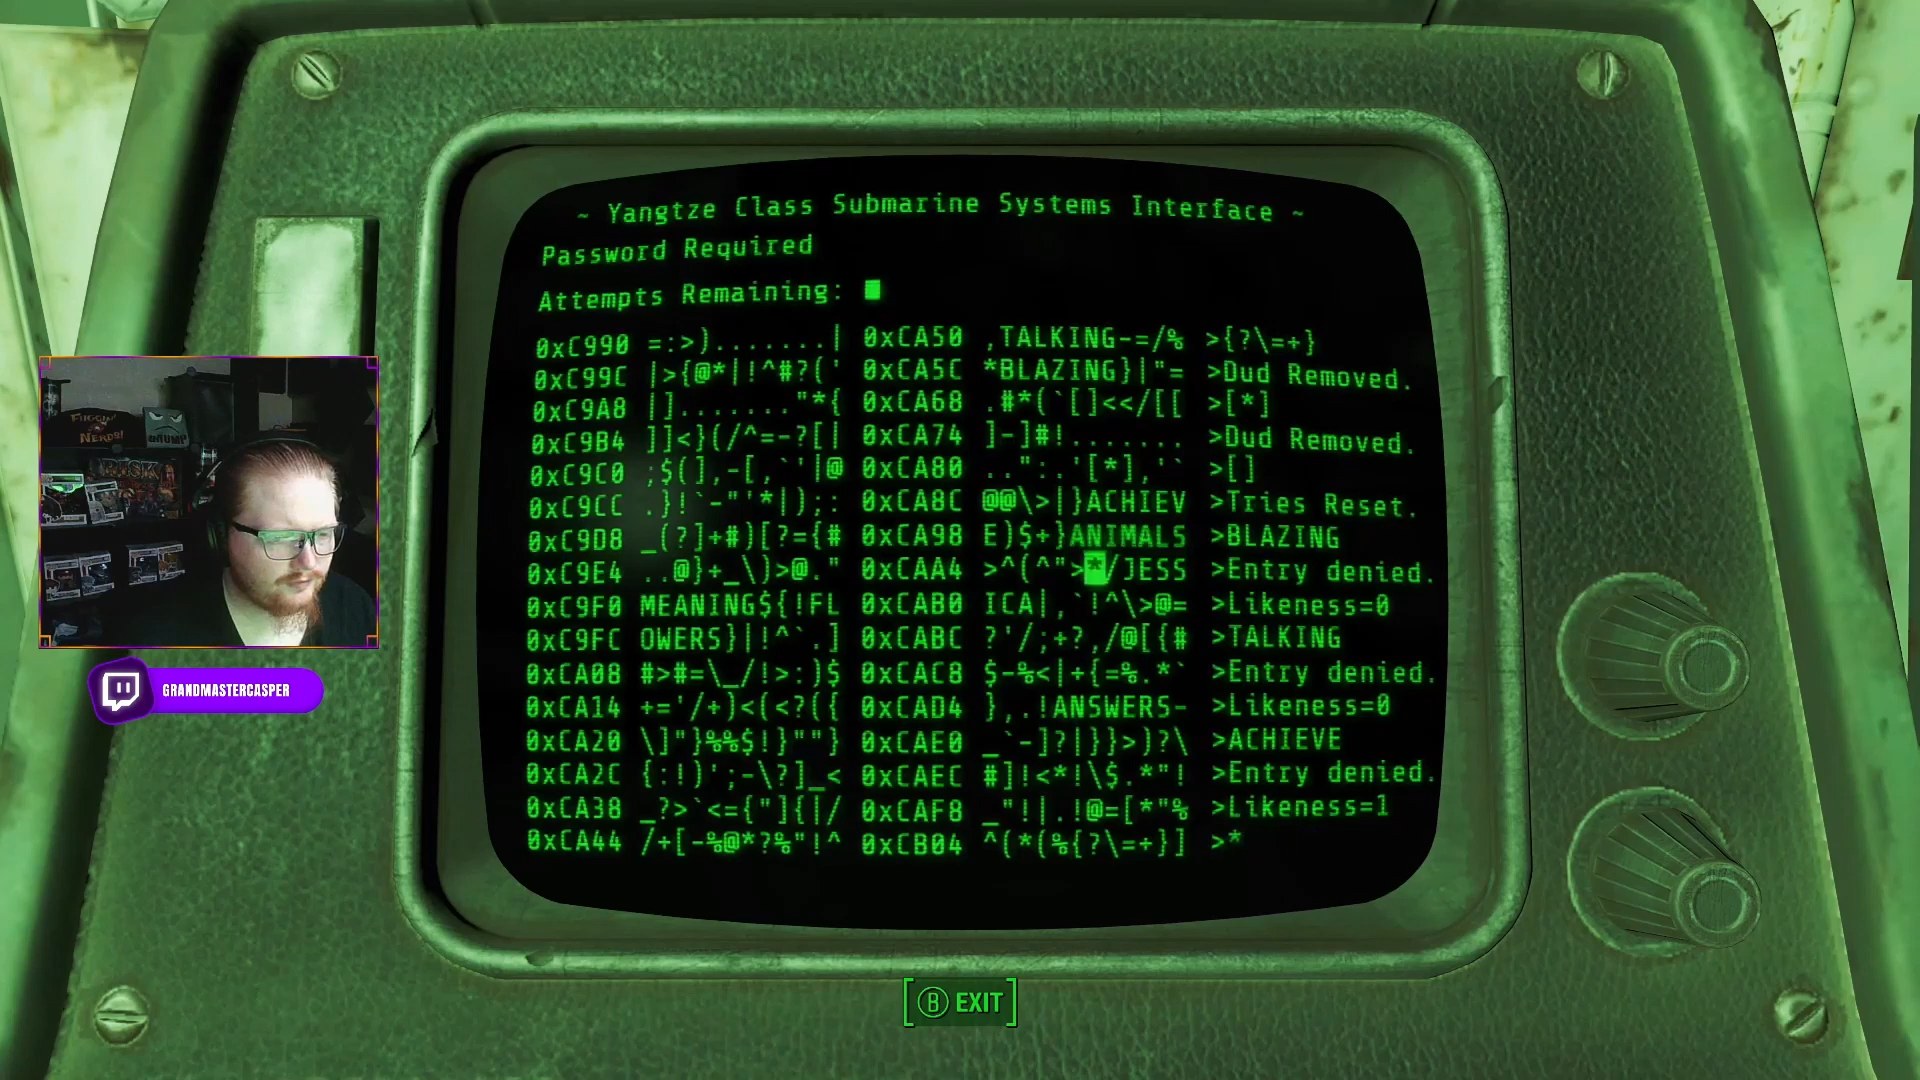 ~ Yangtze Class Submarine Systems Interface ~
Password Required
Attempts Remaining: ■
0xC990 =:>).......| 0xCA50 ,TALKING-=/% >{?\=+}
0xC99C |>{@*|!^#?(' 0xCA5C *BLAZING}|"= >Dud Removed.
0xC9A8 |]......."*{ 0xCA68 .#*(`[]<</[[ >[*]
0xC9B4 ]]<}(/^=-?[| 0xCA74 ]-]#!....... >Dud Removed.
0xC9C0 ;$(],-[,`'|@ 0xCA80 ..":.'[*],'` >[]
0xC9CC .}!`-"'*|);: 0xCA8C @@\>|}ACHIEV >Tries Reset.
0xC9D8 _(?]+#)[?={# 0xCA98 E)$+}ANIMALS >BLAZING
0xC9E4 ..@}+_\)>@." 0xCAA4 >^(^">*/JESS >Entry denied.
0xC9F0 MEANING${!FL 0xCAB0 ICA|,`!^\>@= >Likeness=0
0xC9FC OWERS}|!^`.] 0xCABC ?'/;+?,/@[{# >TALKING
0xCA08 #>#=\_/!>:)$ 0xCAC8 $-%<|+{=%.*` >Entry denied.
0xCA14 +='/+)<(<?({ 0xCAD4 },.!ANSWERS- >Likeness=0
0xCA20 \]"}%%$!}""} 0xCAE0 _`-]?|}}>)?\ >ACHIEVE
0xCA2C {:!)';-\?]_< 0xCAEC #]!<*!\$.*"! >Entry denied.
0xCA38 _?>`<={"]{|/ 0xCAF8 _"!|.!@=[*"% >Likeness=1
0xCA44 /+[-%@*?%"!^ 0xCB04 ^(*(%{?\=+}] >*
FUGGIN'
NERDS!
RISK
GRANDMASTERCASPER
[Ⓑ EXIT]